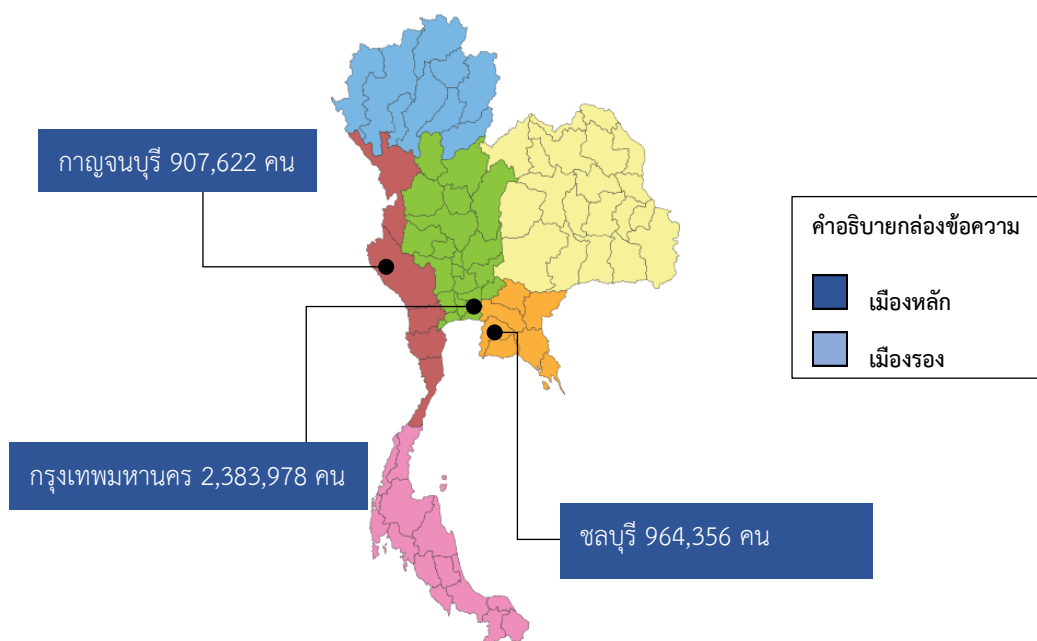 กาญจนบุรี 907,622 คน
คำอธิบายกล่องข้อความ
เมืองหลัก
เมืองรอง
กรุงเทพมหานคร 2,383,978 คน
ชลบุรี 964,356 คน